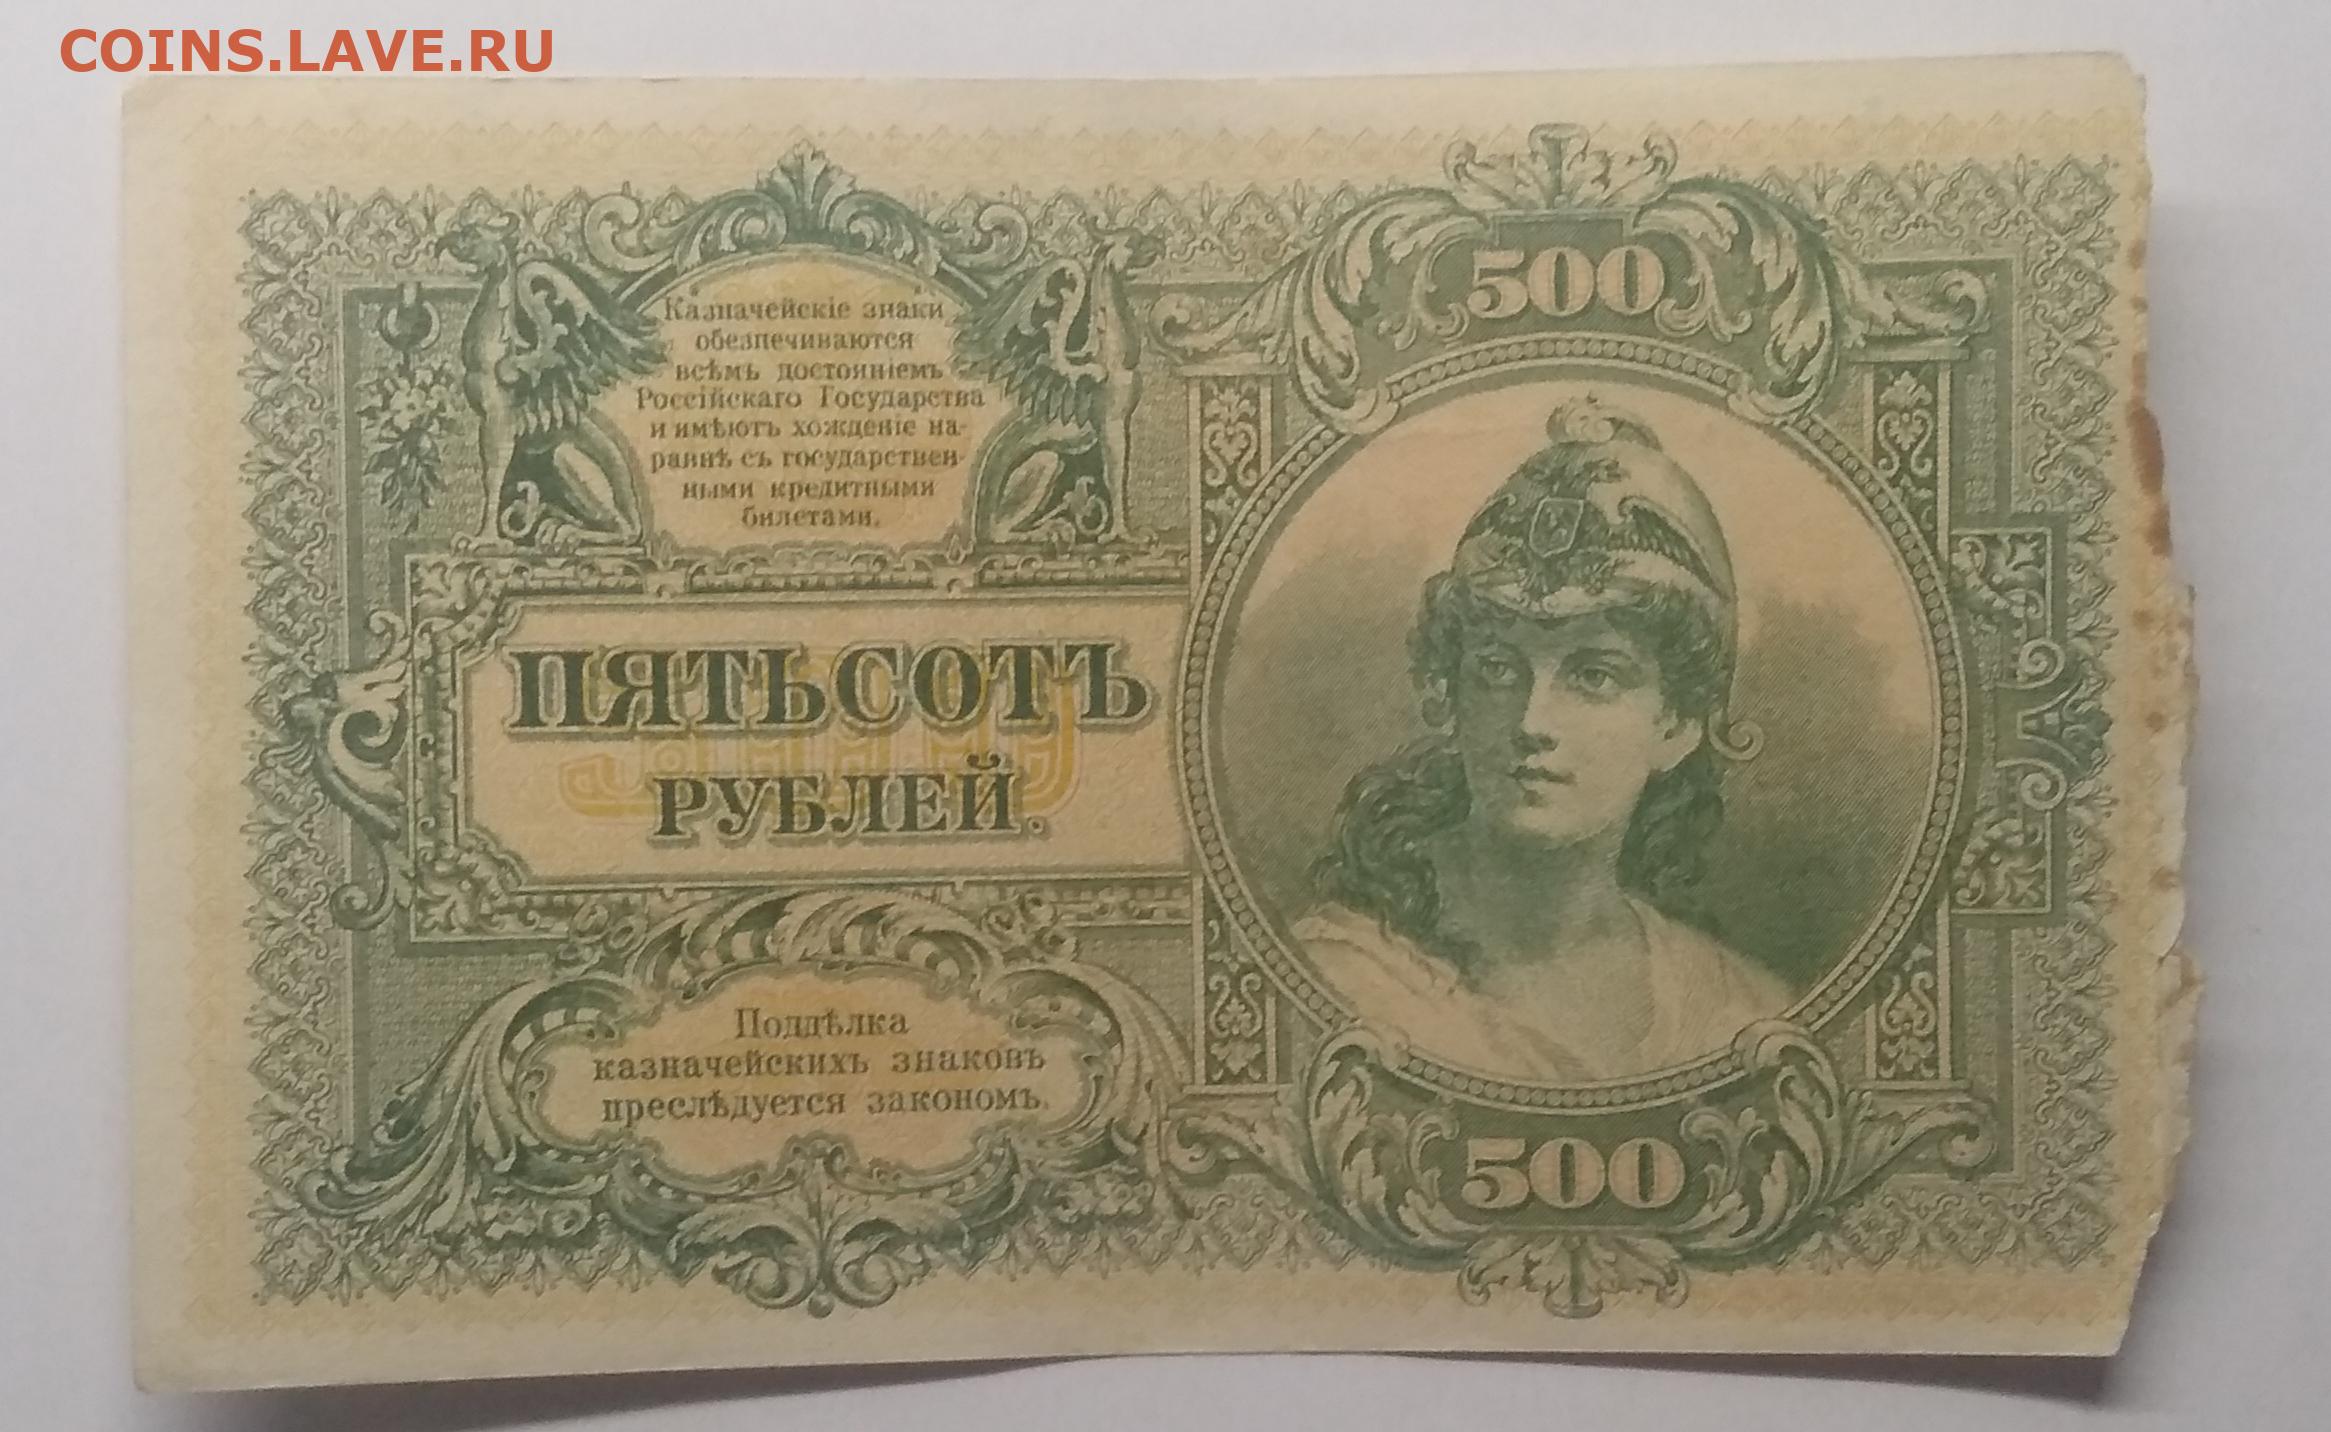 COINS.LAVE.RU
Казначейскіе знаки
обезпечиваются
всѣмъ достояніемъ
Россійскаго Государства
и имѣютъ хожденіе на-
равнѣ съ государствен-
ными кредитными
билетами.
500
ПЯТЬСОТЪ
РУБЛЕЙ.
Поддѣлка
казначейскихъ знаковъ
преслѣдуется закономъ.
500